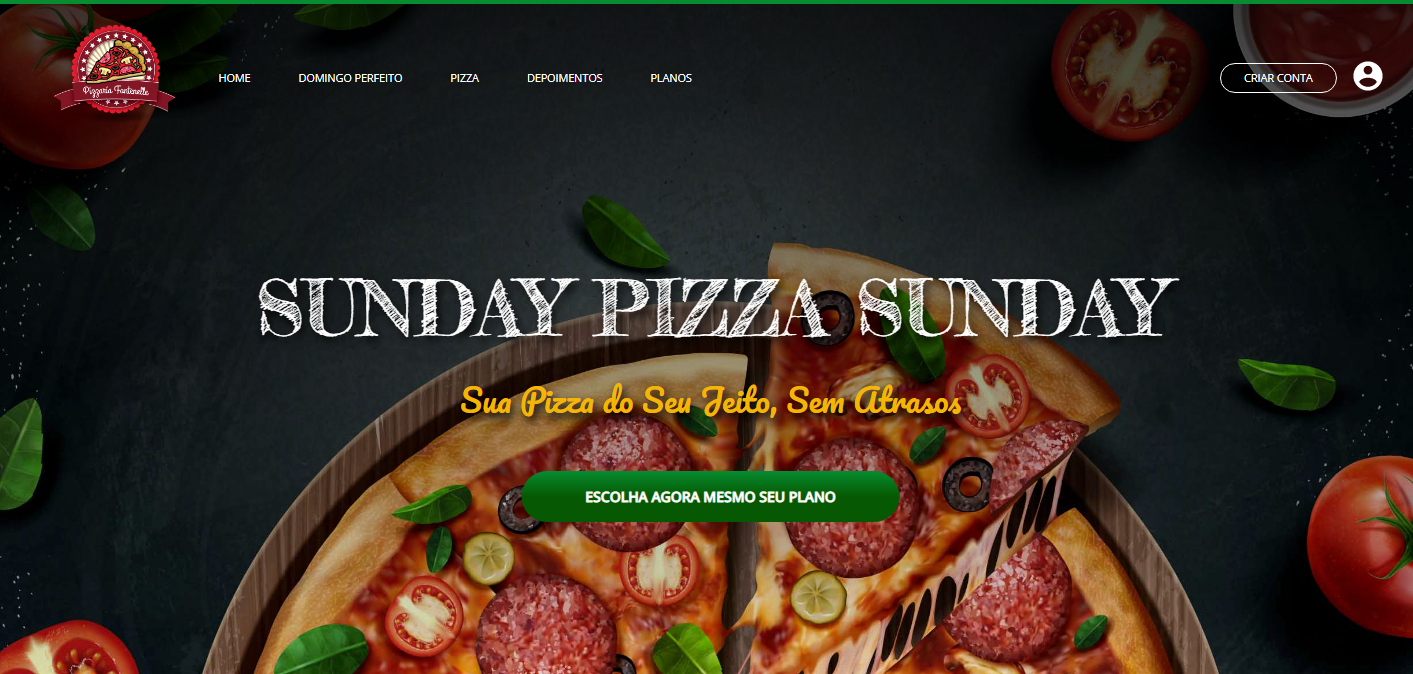 Pizzaria Fontenelle
HOME
DOMINGO PERFEITO
PIZZA
DEPOIMENTOS
PLANOS
CRIAR CONTA
SUNDAY PIZZA SUNDAY
Sua Pizza do Seu Jeito, Sem Atrasos
ESCOLHA AGORA MESMO SEU PLANO